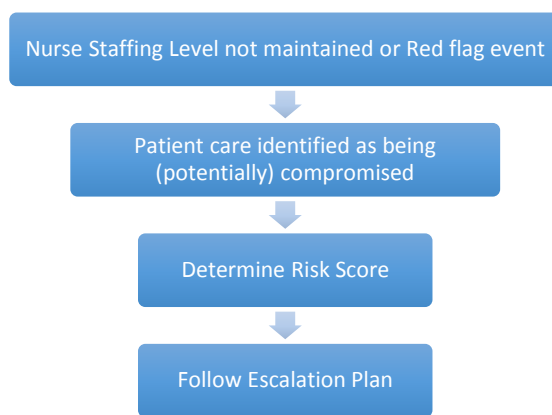 Nurse Staffing Level not maintained or Red flag event
Patient care identified as being
(potentially) compromised
Determine Risk Score
Follow Escalation Plan